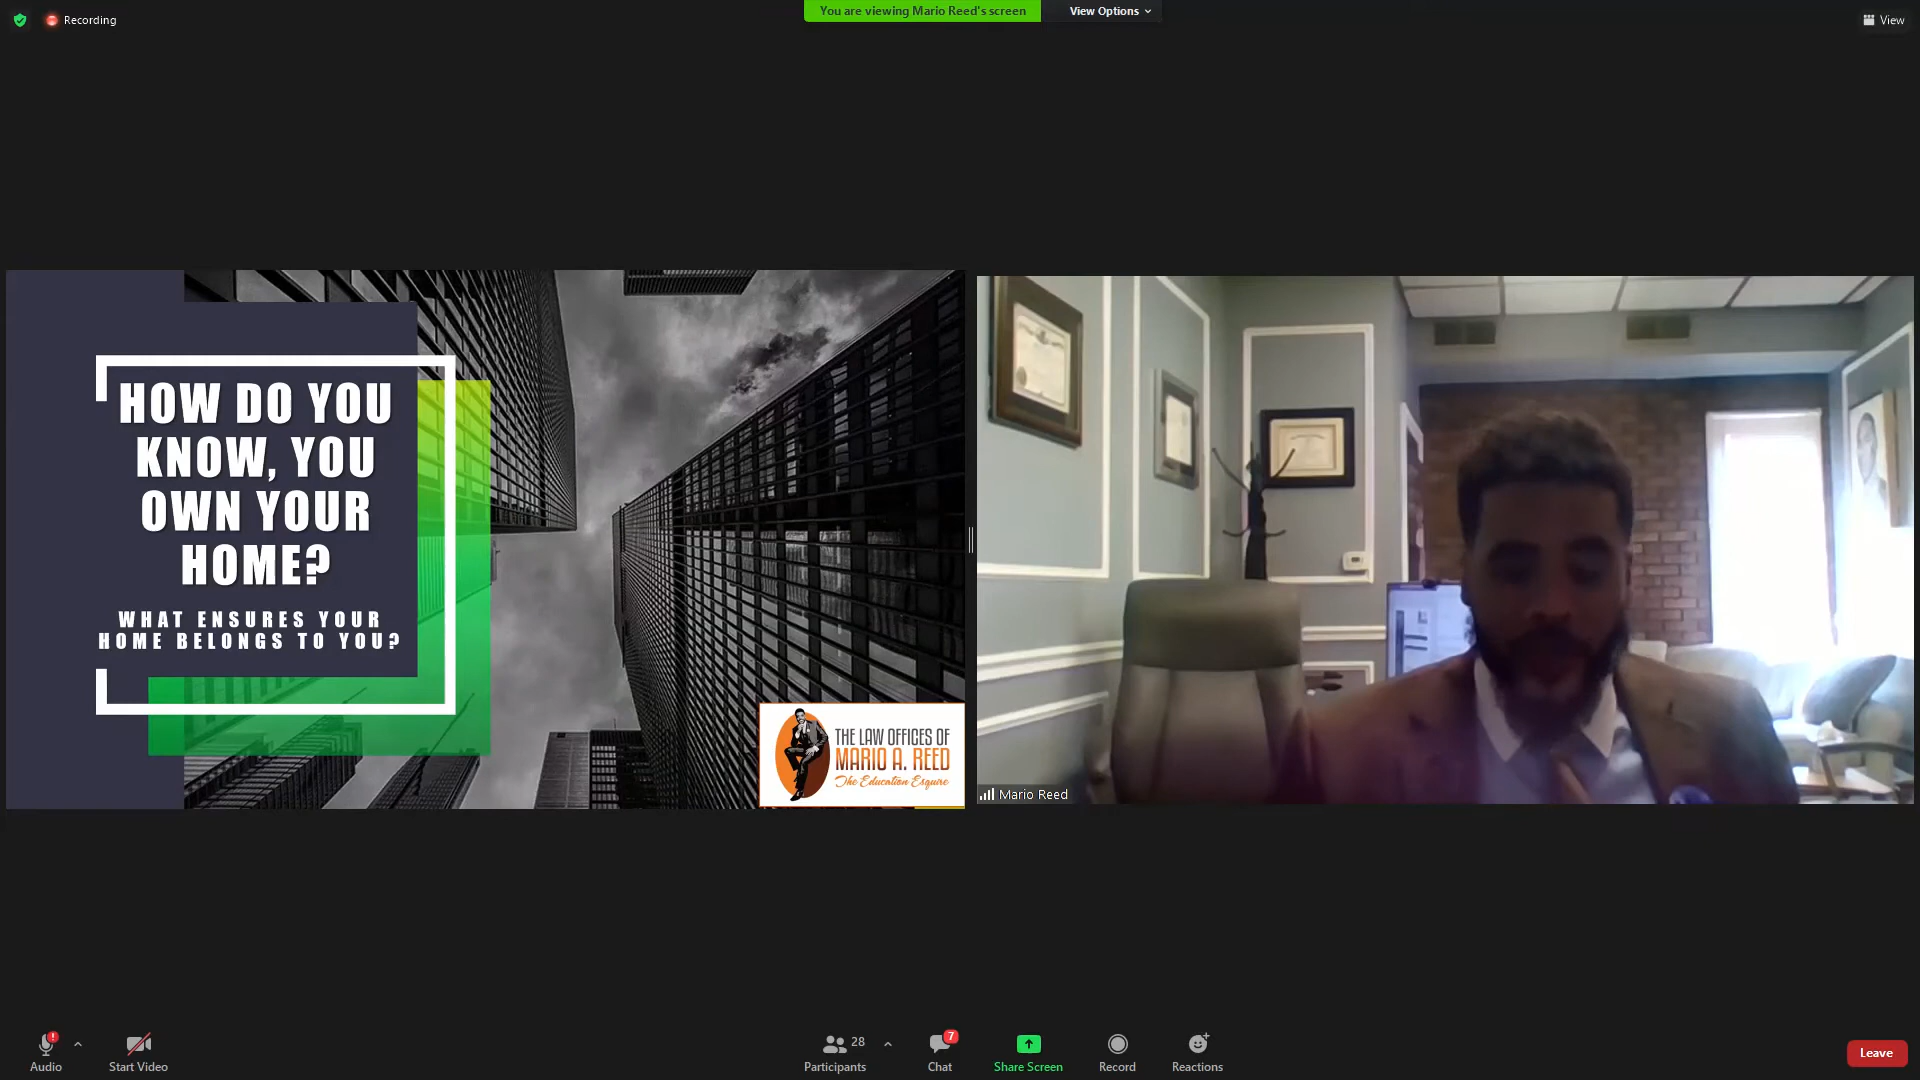 Recording
You are viewing Mario Reed's screen
View Options
View
HOW DO YOU
KNOW, YOU
OWN YOUR
HOME?
WHAT ENSURES YOUR
HOME BELONGS TO YOU?
THE LAW OFFICES OF
MARIO A. REED
The Education Esquire
Mario Reed
Audio
Start Video
28
Participants
7
Chat
Share Screen
Record
Reactions
Leave